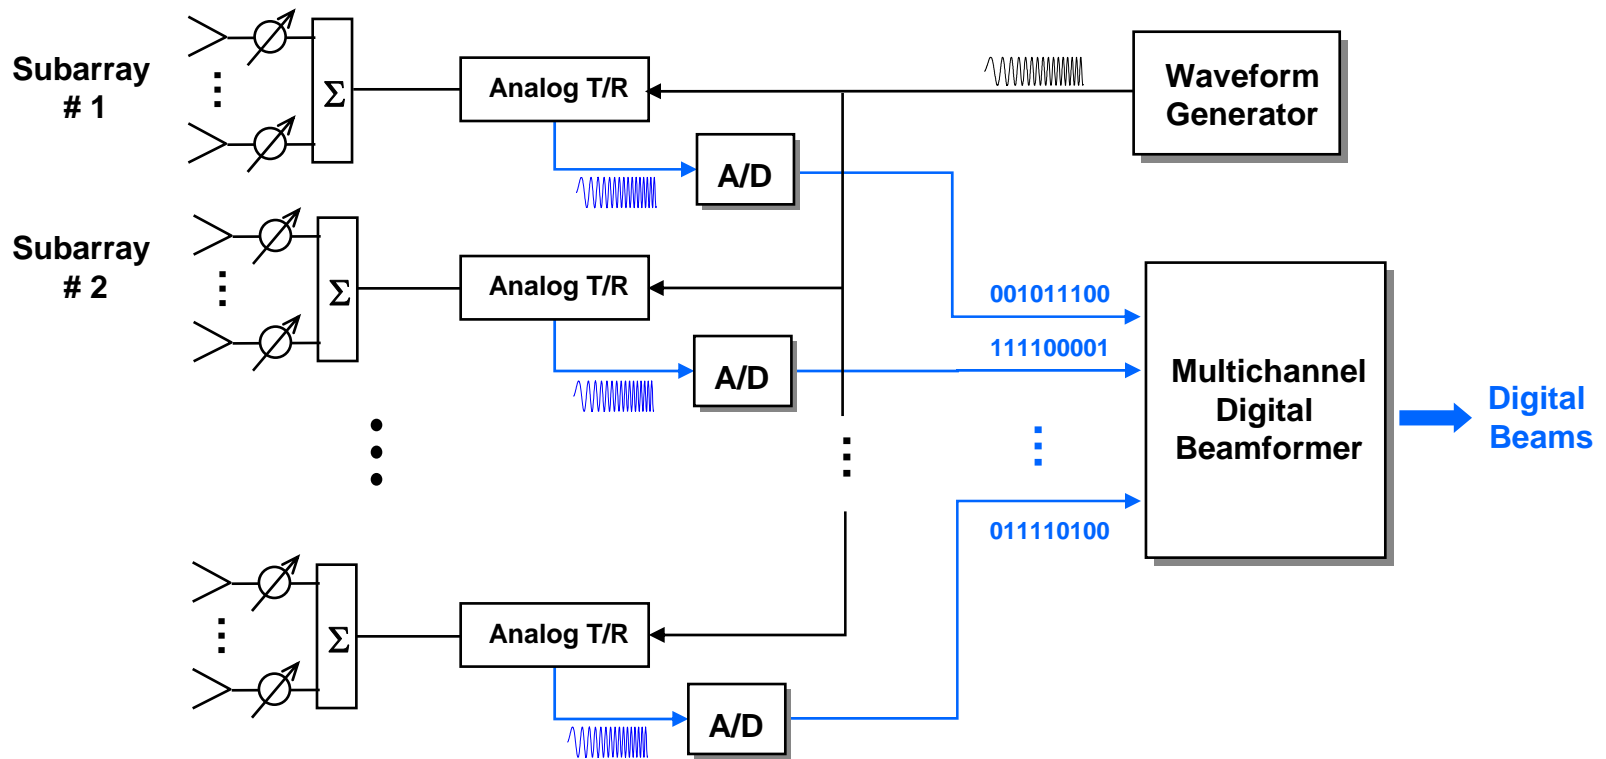 Subarray
# 1
Σ
Analog T/R
Waveform
Generator
A/D
Subarray
# 2
Σ
Analog T/R
A/D
001011100
111100001
011110100
Multichannel
Digital
Beamformer
Digital
Beams
Σ
Analog T/R
A/D